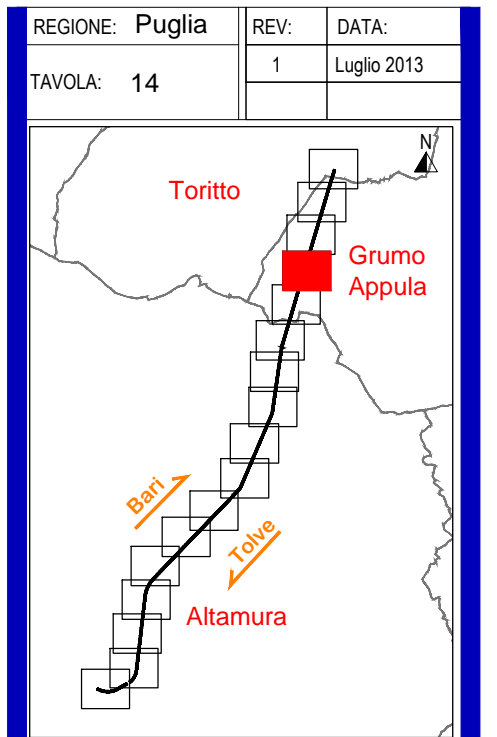 REGIONE: Puglia
REV:
DATA:
1
Luglio 2013
TAVOLA: 14
N
Toritto
Grumo
Appula
Bari
Tolve
Altamura